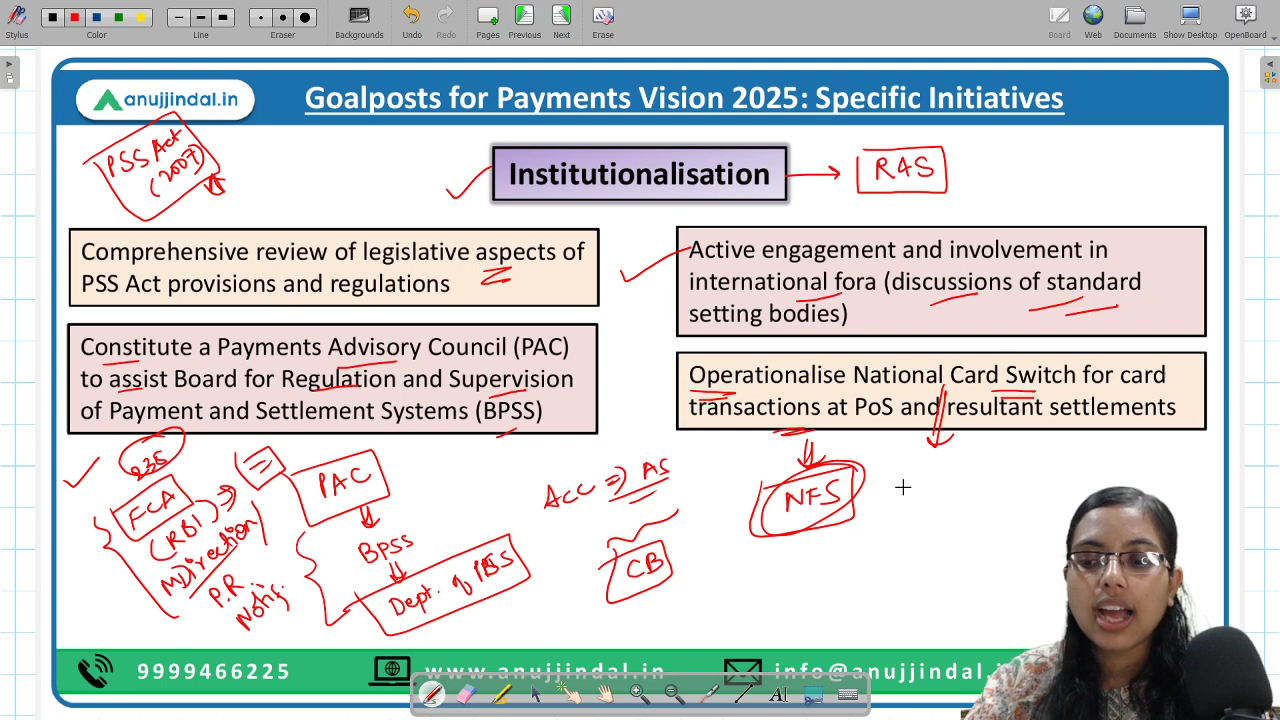 Stylus
Color
Line
Eraser
Backgrounds
Undo
Redo
Pages
Previous
Next
Erase
Board
Web
Documents
Show Desktop
OpenBoard
anujjindal.in
Goalposts for Payments Vision 2025: Specific Initiatives
PSS Act
(2007)
Institutionalisation
R4S
Comprehensive review of legislative aspects of
PSS Act provisions and regulations
Constitute a Payments Advisory Council (PAC)
to assist Board for Regulation and Supervision
of Payment and Settlement Systems (BPSS)
Active engagement and involvement in
international fora (discussions of standard
setting bodies)
Operationalise National Card Switch for card
transactions at PoS and resultant settlements
235
FCA
(RBI)
MDirection
P.R
Notif.
PAC
BPSS
Dept. of PBSS
Acc ⇒ AS
CB
NFS
9999466225
www.anujjindal.in
info@anujjindal.i